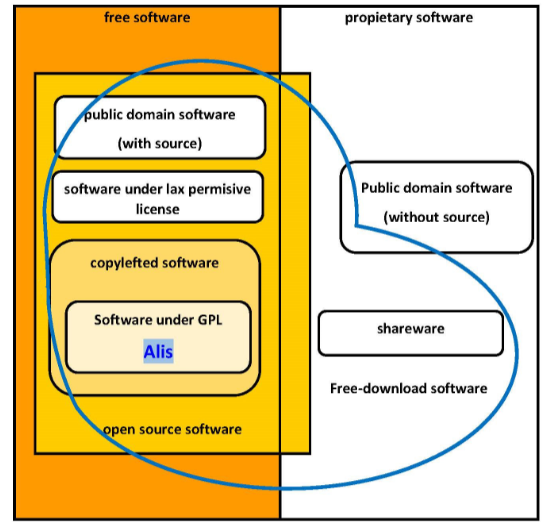 free software
propietary software
public domain software
(with source)
software under lax permisive
license
Public domain software
(without source)
copylefted software
Software under GPL
Alis
shareware
Free-download software
open source software